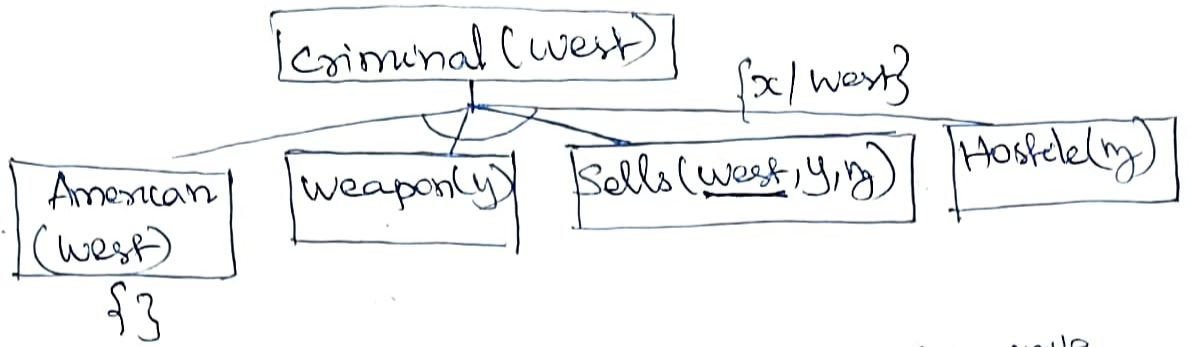 Criminal (West)
{x / West}
American
(West)
Weapon(y)
Sells (West, y, z)
Hostile(z)
{ }